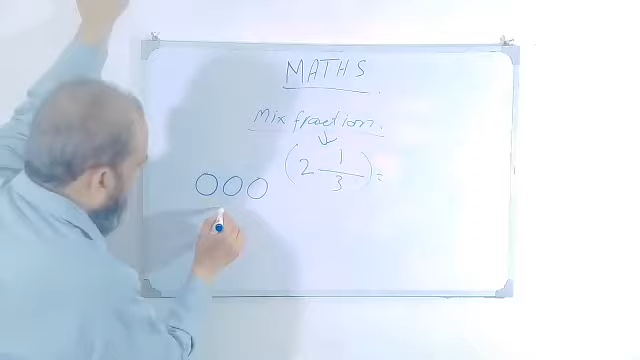 MATHS
Mix fraction.
(2 1/3) =